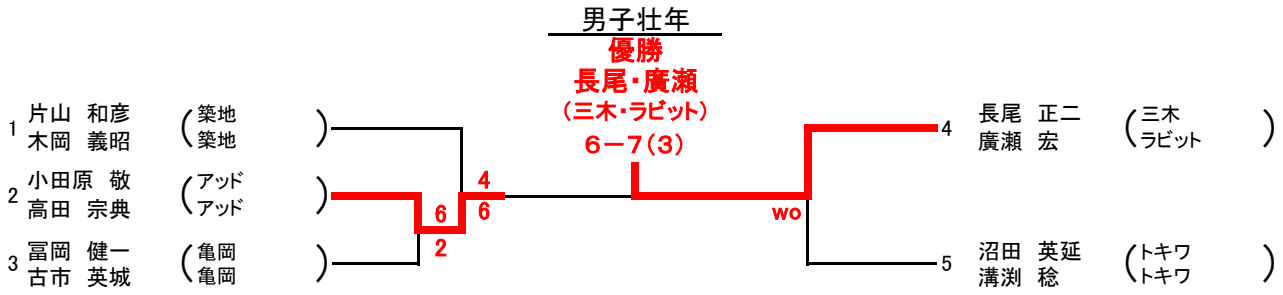 男子壮年
優勝
長尾・廣瀬
(三木・ラビット)
6-7(3)
1 片山 和彦 (築地)
木岡 義昭 (築地)
2 小田原 敬 (アッド)
高田 宗典 (アッド)
3 冨岡 健一 (亀岡)
古市 英城 (亀岡)
4
6
6
2
4 長尾 正二 (三木)
廣瀬 宏 (ラビット)
wo
5 沼田 英延 (トキワ)
溝渕 稔 (トキワ)